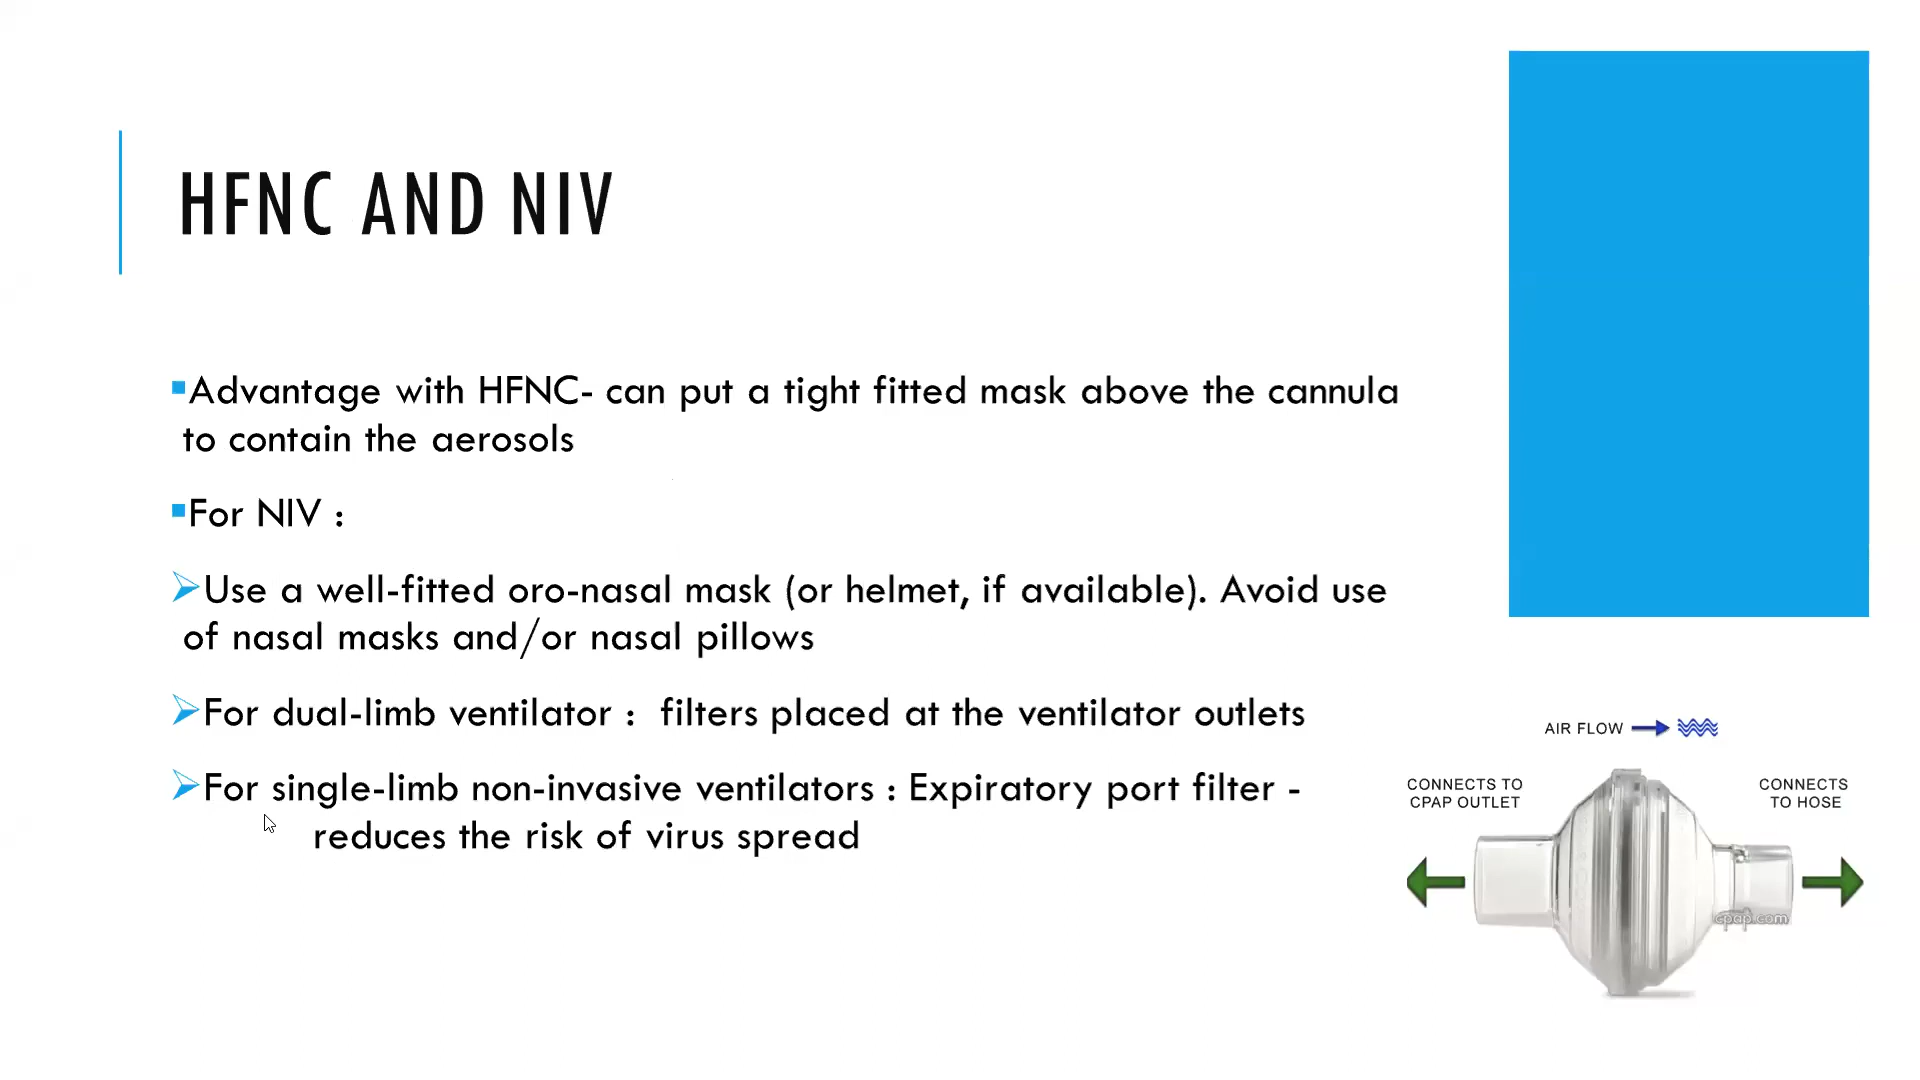 HFNC AND NIV
Advantage with HFNC- can put a tight fitted mask above the cannula
to contain the aerosols
For NIV :
Use a well-fitted oro-nasal mask (or helmet, if available). Avoid use
of nasal masks and/or nasal pillows
For dual-limb ventilator : filters placed at the ventilator outlets
For single-limb non-invasive ventilators : Expiratory port filter -
reduces the risk of virus spread
AIR FLOW
CONNECTS TO
CPAP OUTLET
CONNECTS
TO HOSE
cpap.com